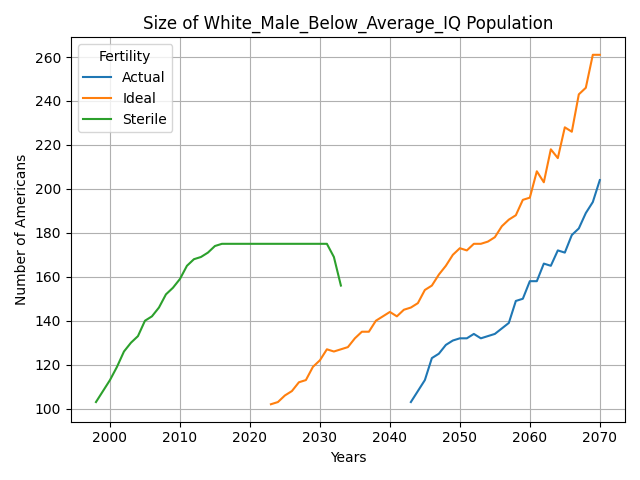 Size of White_Male_Below_Average_IQ Population
Fertility
Actual
Ideal
Sterile
Number of Americans
260
240
220
200
180
160
140
120
100
2000 2010 2020 2030 2040 2050 2060 2070
Years